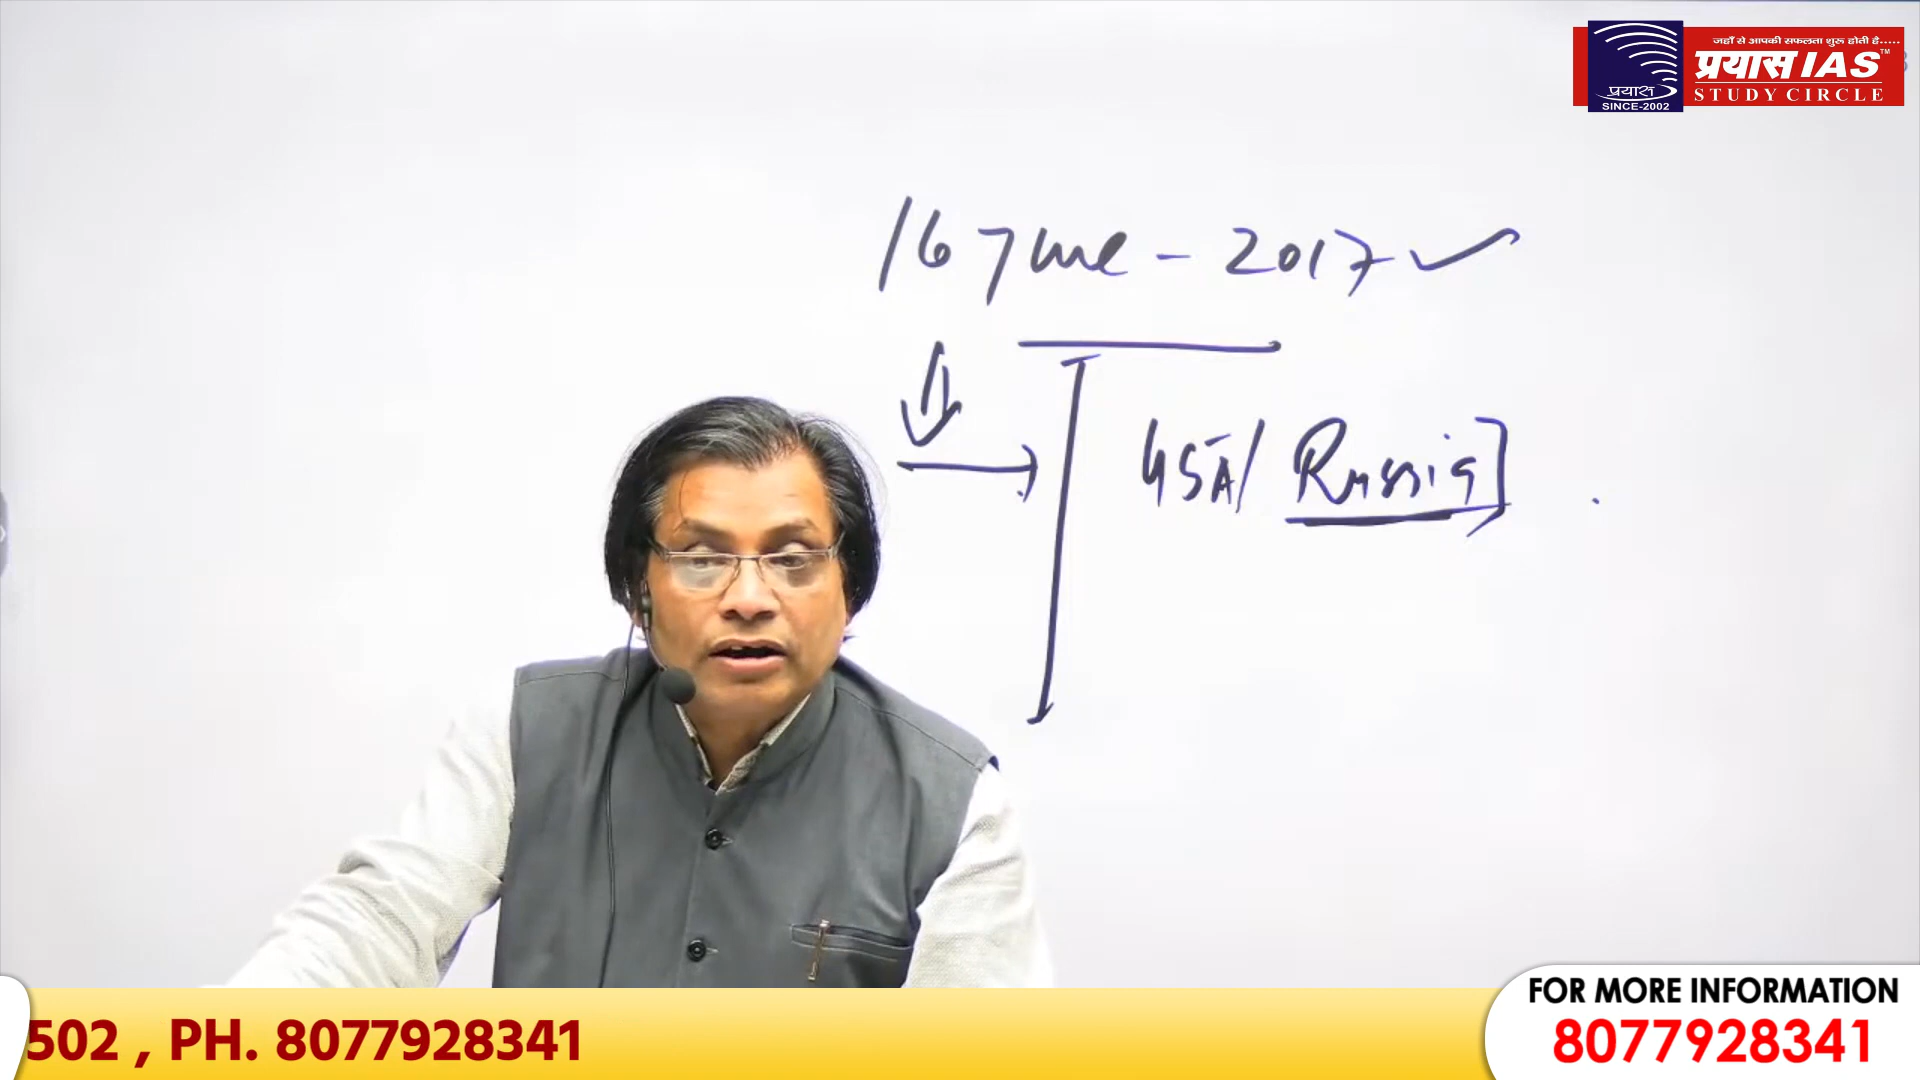 जहाँ से आपकी सफलता शुरू होती है.....
प्रयास IAS™
STUDY CIRCLE
प्रयास
SINCE-2002
16 June - 2017
USA/ Russia
FOR MORE INFORMATION
8077928341
502 , PH. 8077928341